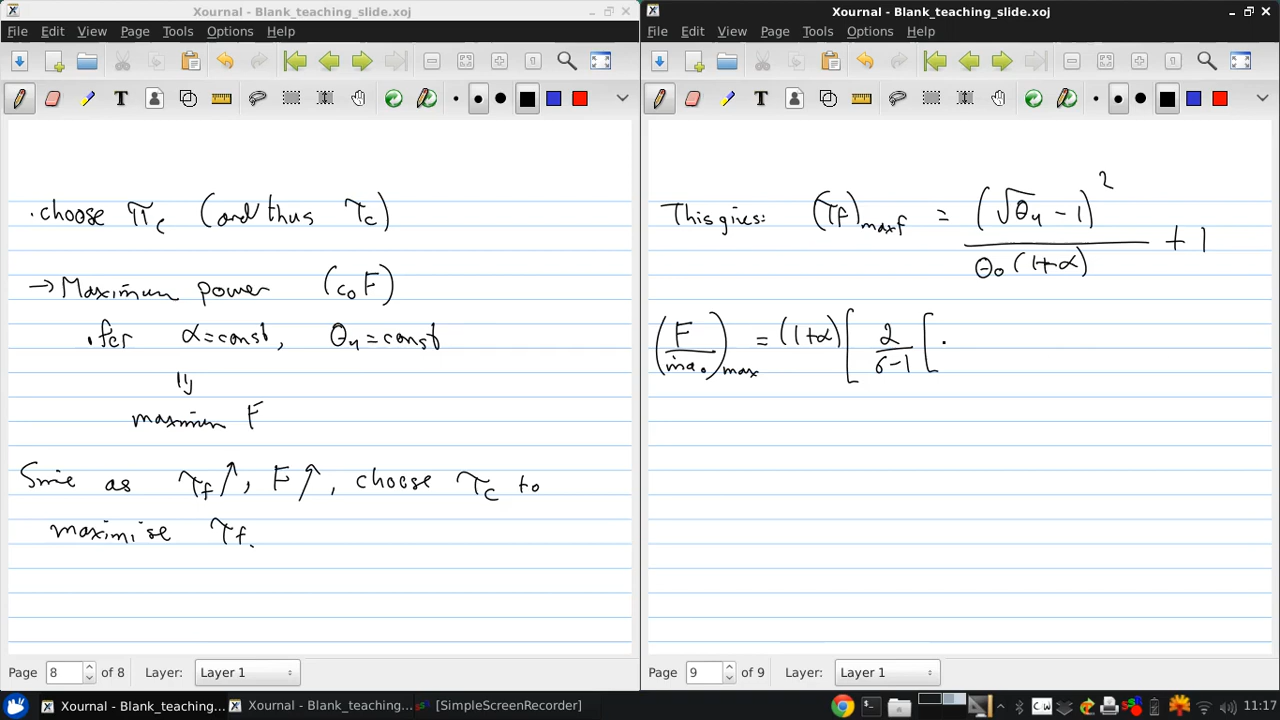 Xournal - Blank_teaching_slide.xoj
File Edit View Page Tools Options Help
· choose π_c (and thus τ_c)
→ Maximum power (c₀F)
· for α=const, θ₄=const
⇓
maximum F
Since as τ_f↑, F↑, choose τ_c to
maximise τ_f.
Page 8 of 8 Layer: Layer 1
Xournal - Blank_teaching_slide.xoj
File Edit View Page Tools Options Help
This gives: (τ_f)_maxf = (√θ₄ - 1)² / θ₀(1+α) + 1
(F/ṁa₀)_max = (1+α)[ 2/(γ-1) [ ·
Page 9 of 9 Layer: Layer 1
Xournal - Blank_teaching... Xournal - Blank_teaching... [SimpleScreenRecorder] 11:17